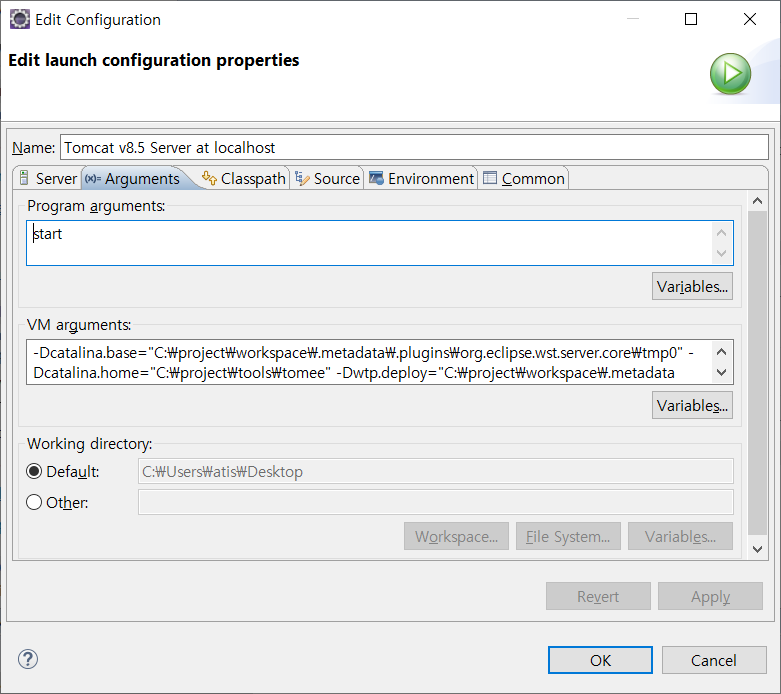 Edit Configuration
Edit launch configuration properties
Name: Tomcat v8.5 Server at localhost
Server (x)= Arguments Classpath Source Environment Common
Program arguments:
start
Variables...
VM arguments:
-Dcatalina.base="C:₩project₩workspace₩.metadata₩.plugins₩org.eclipse.wst.server.core₩tmp0" -
Dcatalina.home="C:₩project₩tools₩tomee" -Dwtp.deploy="C:₩project₩workspace₩.metadata
Variables...
Working directory:
Default: C:₩Users₩atis₩Desktop
Other:
Workspace... File System... Variables...
Revert Apply
?
OK Cancel